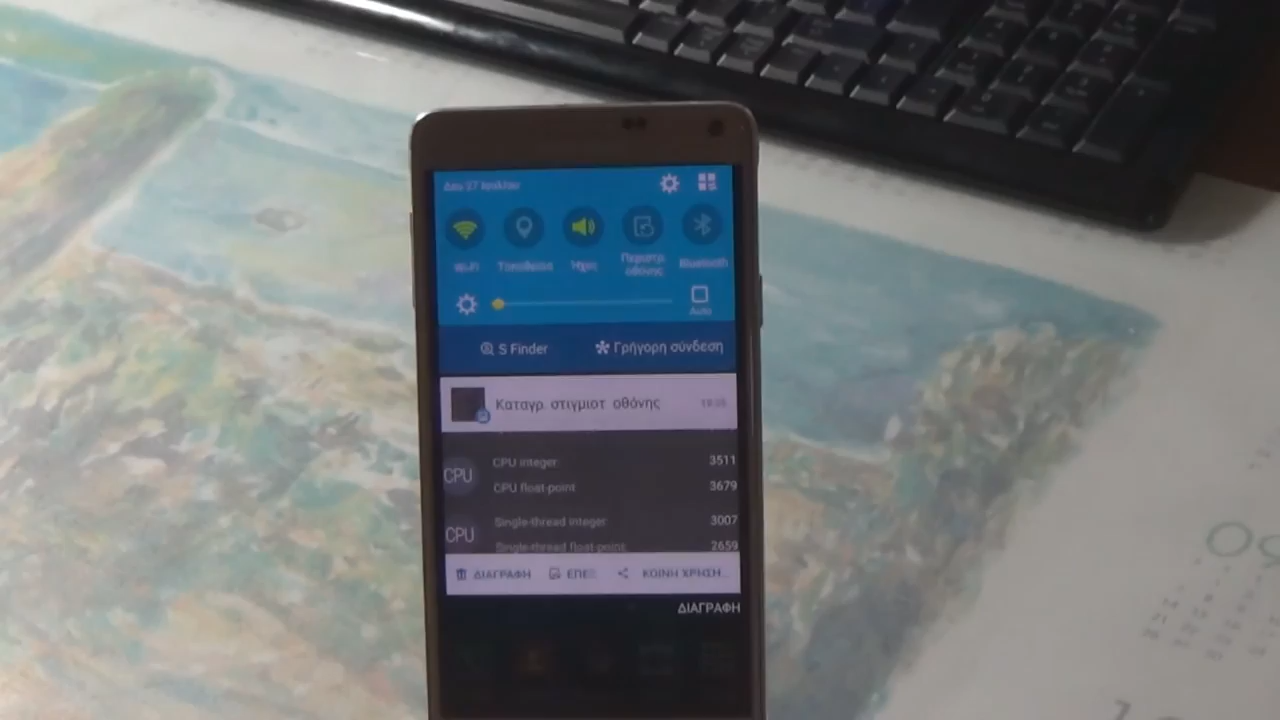 Δευ 27 Ιουλίου
Wi-Fi Τοποθεσία Ήχος Περιστρ. οθόνης Bluetooth
Auto
S Finder Γρήγορη σύνδεση
Καταγρ. στιγμιοτ. οθόνης
CPU
CPU integer 3511
CPU float-point 3679
CPU
Single-thread integer 3007
Single-thread float-point 2659
ΔΙΑΓΡΑΦΗ ΕΠΕΞ ΚΟΙΝΗ ΧΡΗΣΗ...
ΔΙΑΓΡΑΦΗ